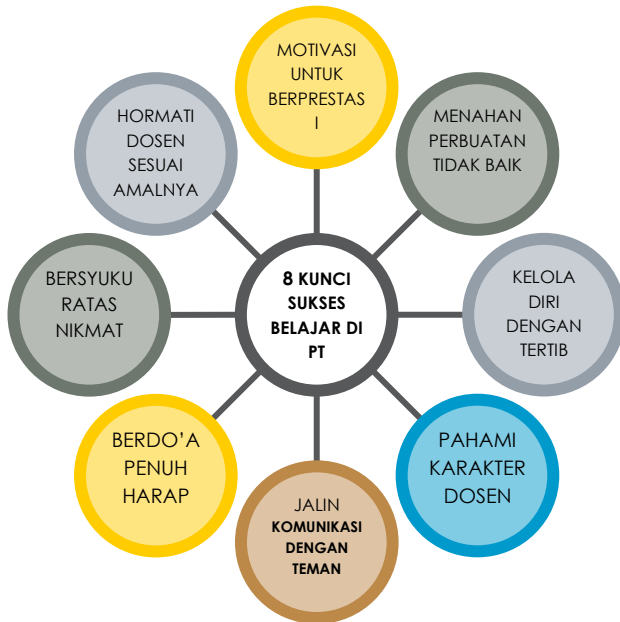 MOTIVASI
UNTUK
BERPRESTAS
I
MENAHAN
PERBUATAN
TIDAK BAIK
KELOLA
DIRI
DENGAN
TERTIB
PAHAMI
KARAKTER
DOSEN
JALIN
KOMUNIKASI
DENGAN
TEMAN
BERDO’A
PENUH
HARAP
BERSYUKU
RATAS
NIKMAT
HORMATI
DOSEN
SESUAI
AMALNYA
8 KUNCI
SUKSES
BELAJAR DI
PT